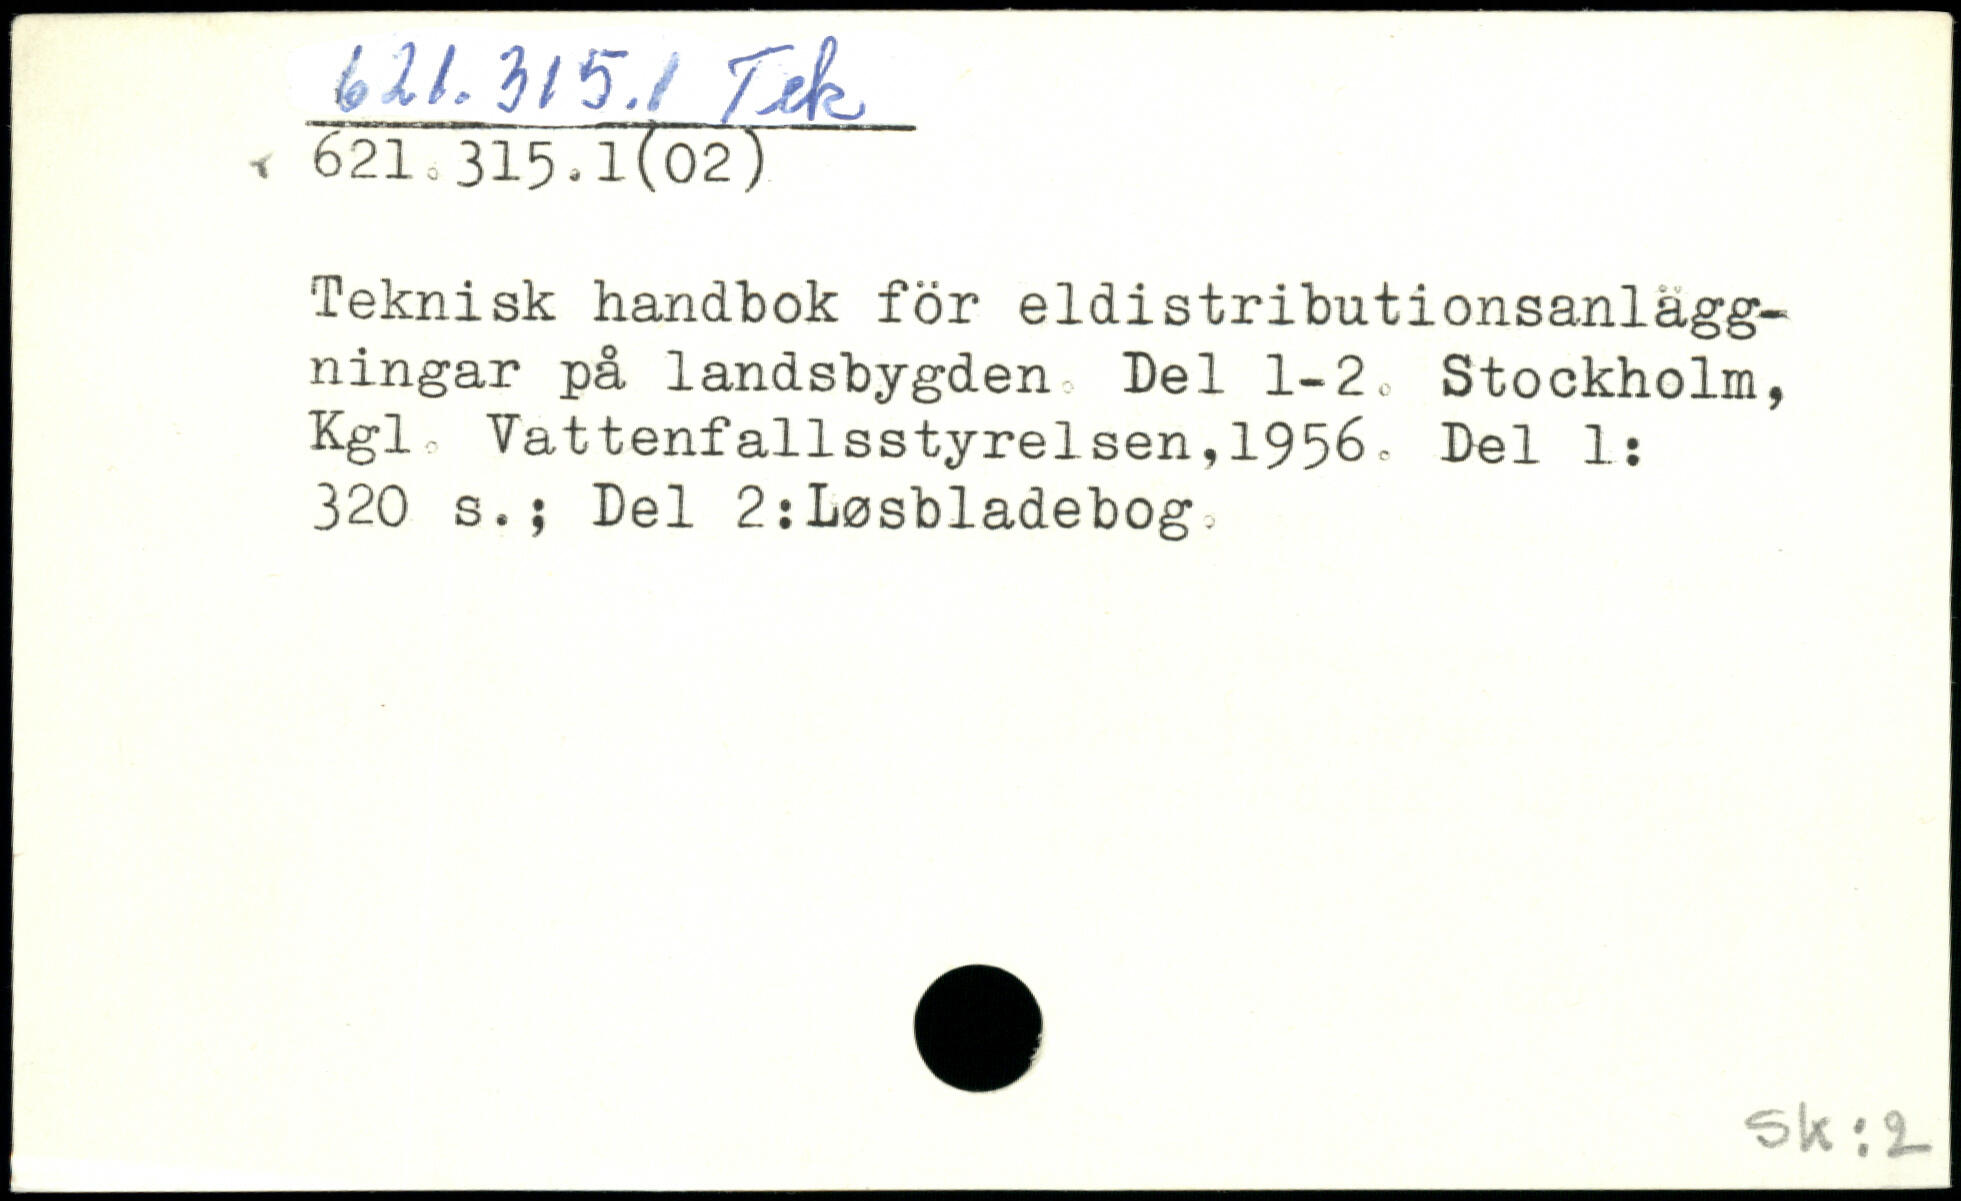 621.315.1 Tek
621.315.1(02)
Teknisk handbok för eldistributionsanlägg-
ningar på landsbygden. Del 1-2. Stockholm,
Kgl. Vattenfallsstyrelsen,1956. Del 1:
320 s.; Del 2:Løsbladebog.
Sk:2